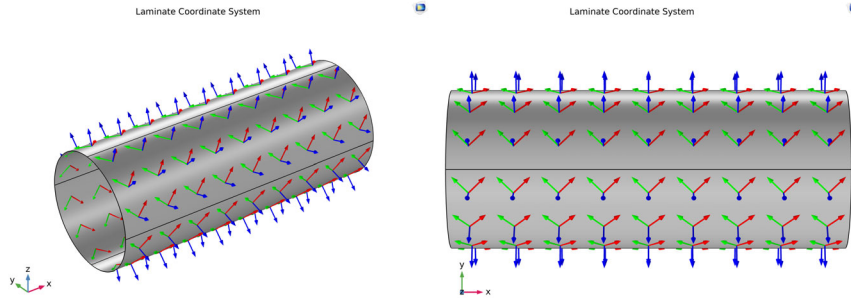 Laminate Coordinate System
y z x
Laminate Coordinate System
y
z x